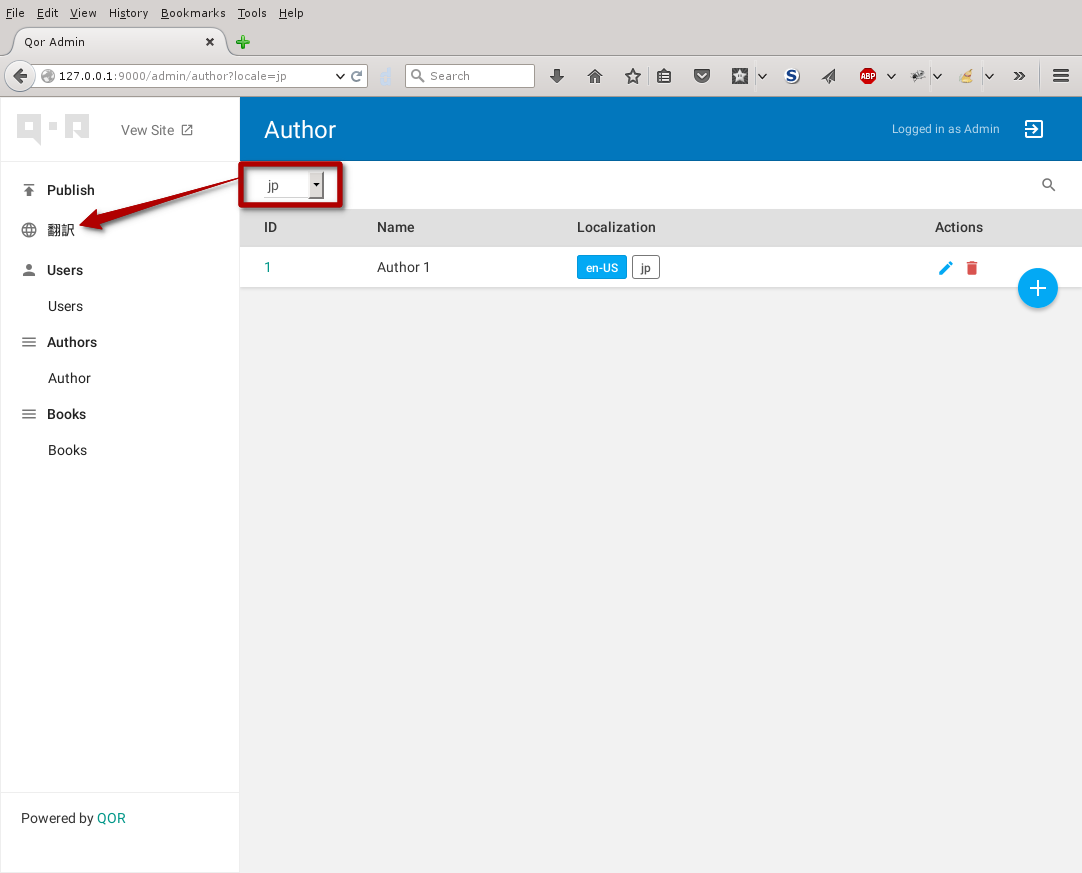 File Edit View History Bookmarks Tools Help
Qor Admin
127.0.0.1:9000/admin/author?locale=jp
Search
S
ABP
Q R
Vew Site
Author
Logged in as Admin
Publish
翻訳
Users
Users
Authors
Author
Books
Books
jp
ID Name Localization Actions
1 Author 1 en-US jp
Powered by QOR